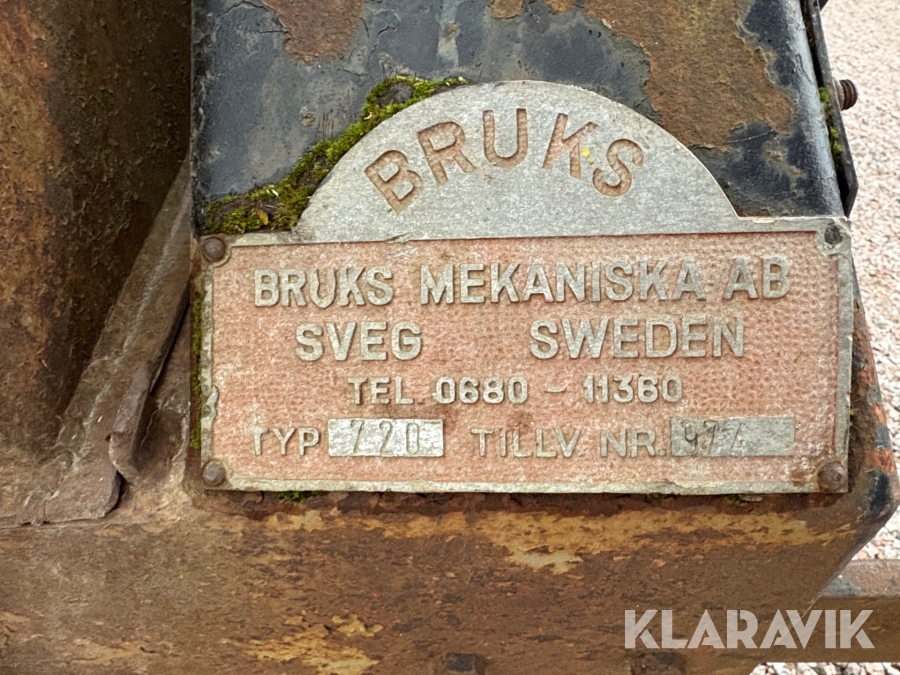 BRUKS
BRUKS MEKANISKA AB
SVEG SWEDEN
TEL. 0680 - 11360
TYP 720 TILLV. NR.
KLARAVIK